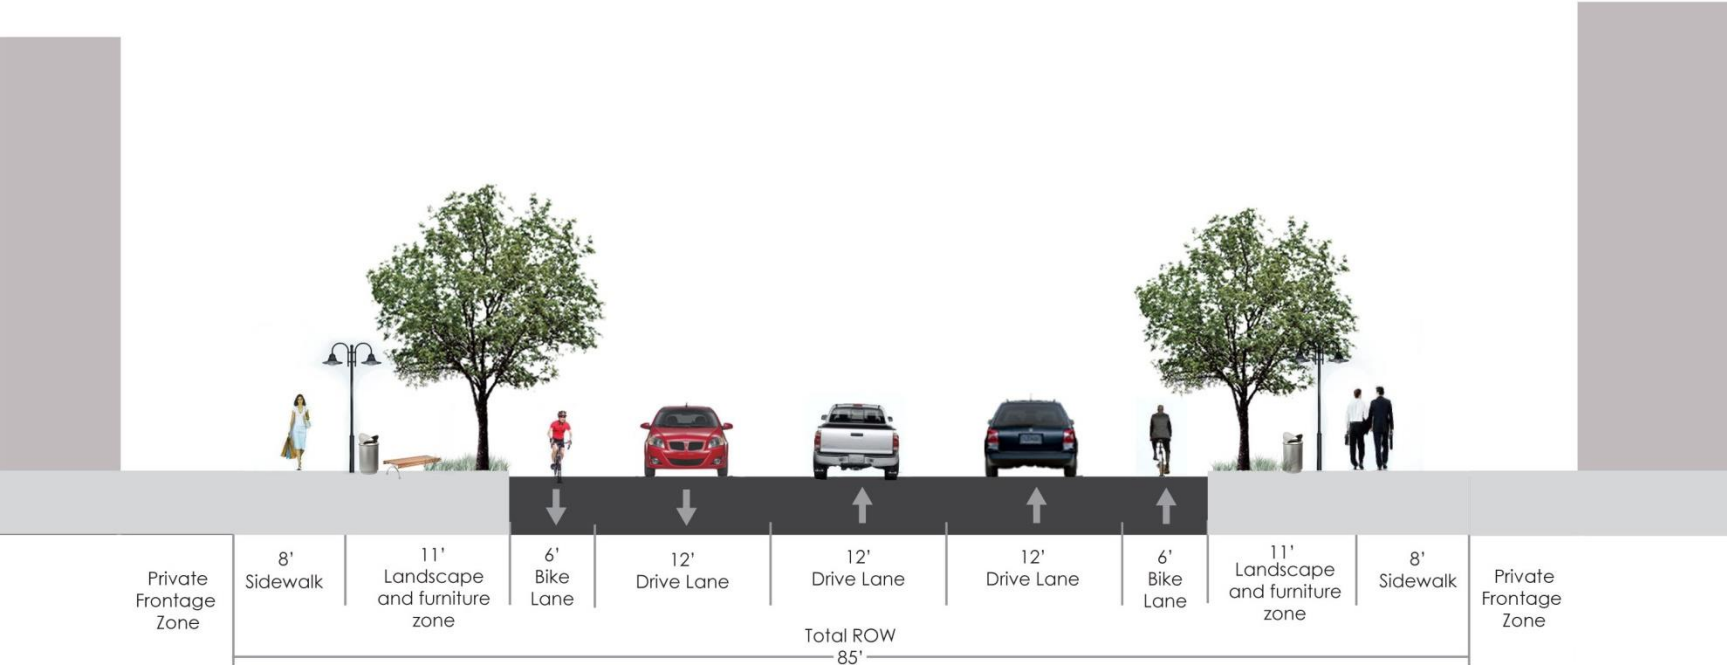 Private
Frontage
Zone
8'
Sidewalk
11'
Landscape
and furniture
zone
6'
Bike
Lane
12'
Drive Lane
12'
Drive Lane
12'
Drive Lane
6'
Bike
Lane
11'
Landscape
and furniture
zone
8'
Sidewalk
Private
Frontage
Zone
Total ROW
85'